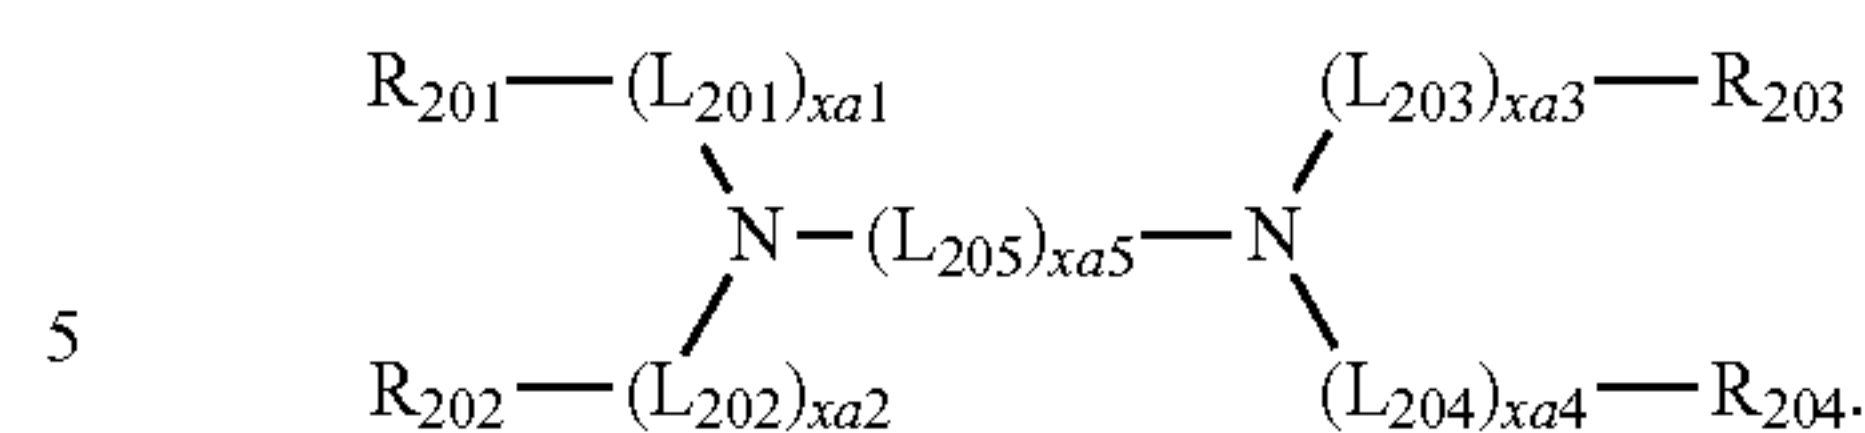 R₂₀₁—(L₂₀₁)ₓₐ₁ (L₂₀₃)ₓₐ₃—R₂₀₃
N—(L₂₀₅)ₓₐ₅—N
5
R₂₀₂—(L₂₀₂)ₓₐ₂ (L₂₀₄)ₓₐ₄—R₂₀₄.